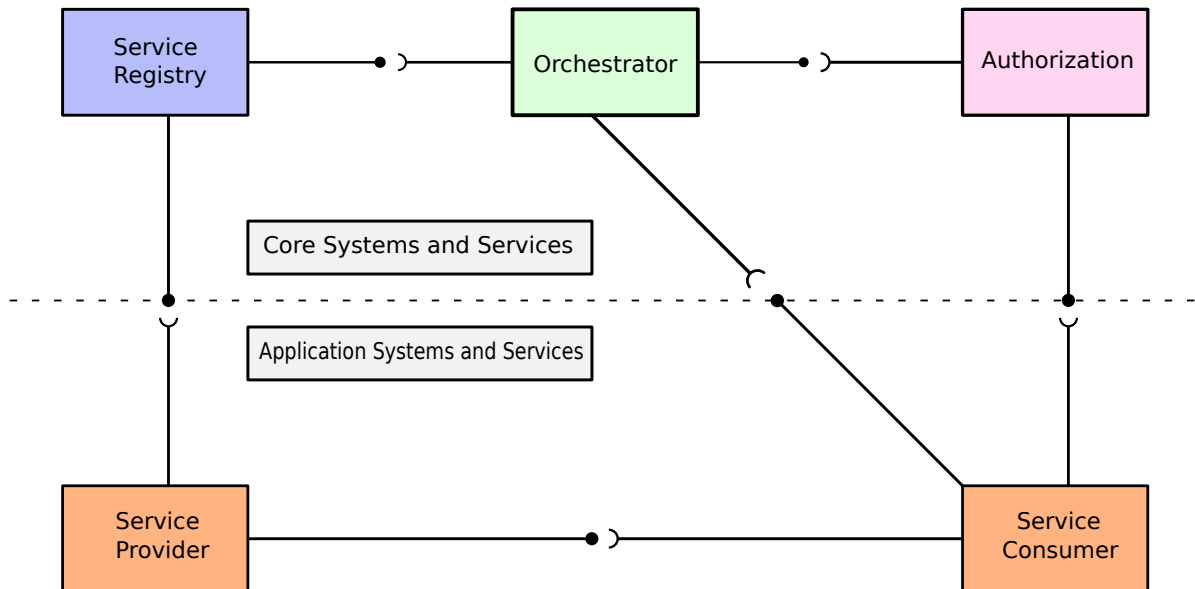 Service
Registry
Orchestrator
Authorization
Core Systems and Services
Application Systems and Services
Service
Provider
Service
Consumer